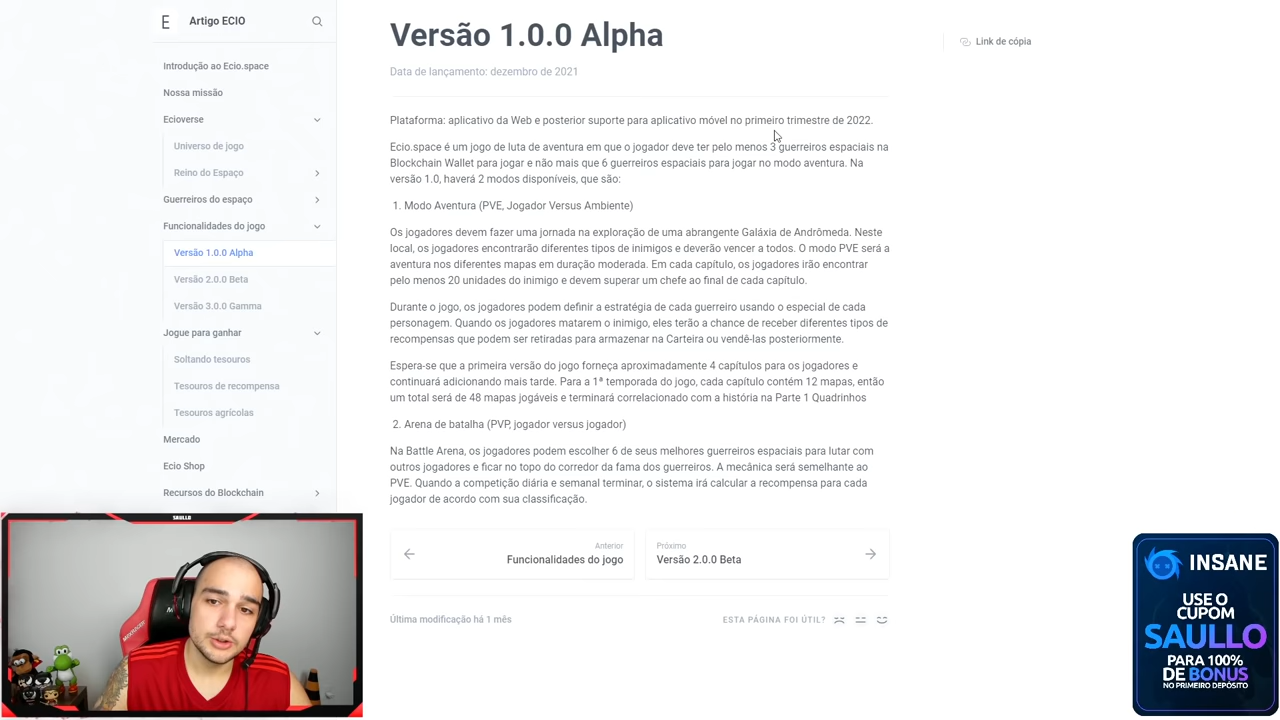 E Artigo ECIO
Introdução ao Ecio.space
Nossa missão
Ecioverse
Universo de jogo
Reino do Espaço
Guerreiros do espaço
Funcionalidades do jogo
Versão 1.0.0 Alpha
Versão 2.0.0 Beta
Versão 3.0.0 Gamma
Jogue para ganhar
Soltando tesouros
Tesouros de recompensa
Tesouros agrícolas
Mercado
Ecio Shop
Recursos do Blockchain
Versão 1.0.0 Alpha
Data de lançamento: dezembro de 2021
Link de cópia
Plataforma: aplicativo da Web e posterior suporte para aplicativo móvel no primeiro trimestre de 2022.
Ecio.space é um jogo de luta de aventura em que o jogador deve ter pelo menos 3 guerreiros espaciais na
Blockchain Wallet para jogar e não mais que 6 guerreiros espaciais para jogar no modo aventura. Na
versão 1.0, haverá 2 modos disponíveis, que são:
1. Modo Aventura (PVE, Jogador Versus Ambiente)
Os jogadores devem fazer uma jornada na exploração de uma abrangente Galáxia de Andrômeda. Neste
local, os jogadores encontrarão diferentes tipos de inimigos e deverão vencer a todos. O modo PVE será a
aventura nos diferentes mapas em duração moderada. Em cada capítulo, os jogadores irão encontrar
pelo menos 20 unidades do inimigo e devem superar um chefe ao final de cada capítulo.
Durante o jogo, os jogadores podem definir a estratégia de cada guerreiro usando o especial de cada
personagem. Quando os jogadores matarem o inimigo, eles terão a chance de receber diferentes tipos de
recompensas que podem ser retiradas para armazenar na Carteira ou vendê-las posteriormente.
Espera-se que a primeira versão do jogo forneça aproximadamente 4 capítulos para os jogadores e
continuará adicionando mais tarde. Para a 1ª temporada do jogo, cada capítulo contém 12 mapas, então
um total será de 48 mapas jogáveis e terminará correlacionado com a história na Parte 1 Quadrinhos
2. Arena de batalha (PVP, jogador versus jogador)
Na Battle Arena, os jogadores podem escolher 6 de seus melhores guerreiros espaciais para lutar com
outros jogadores e ficar no topo do corredor da fama dos guerreiros. A mecânica será semelhante ao
PVE. Quando a competição diária e semanal terminar, o sistema irá calcular a recompensa para cada
jogador de acordo com sua classificação.
Anterior
Funcionalidades do jogo
Próximo
Versão 2.0.0 Beta
Última modificação há 1 mês
ESTA PÁGINA FOI ÚTIL?
SAULLO
INSANE
USE O
CUPOM
SAULLO
PARA 100%
DE BONUS
NO PRIMEIRO DEPÓSITO